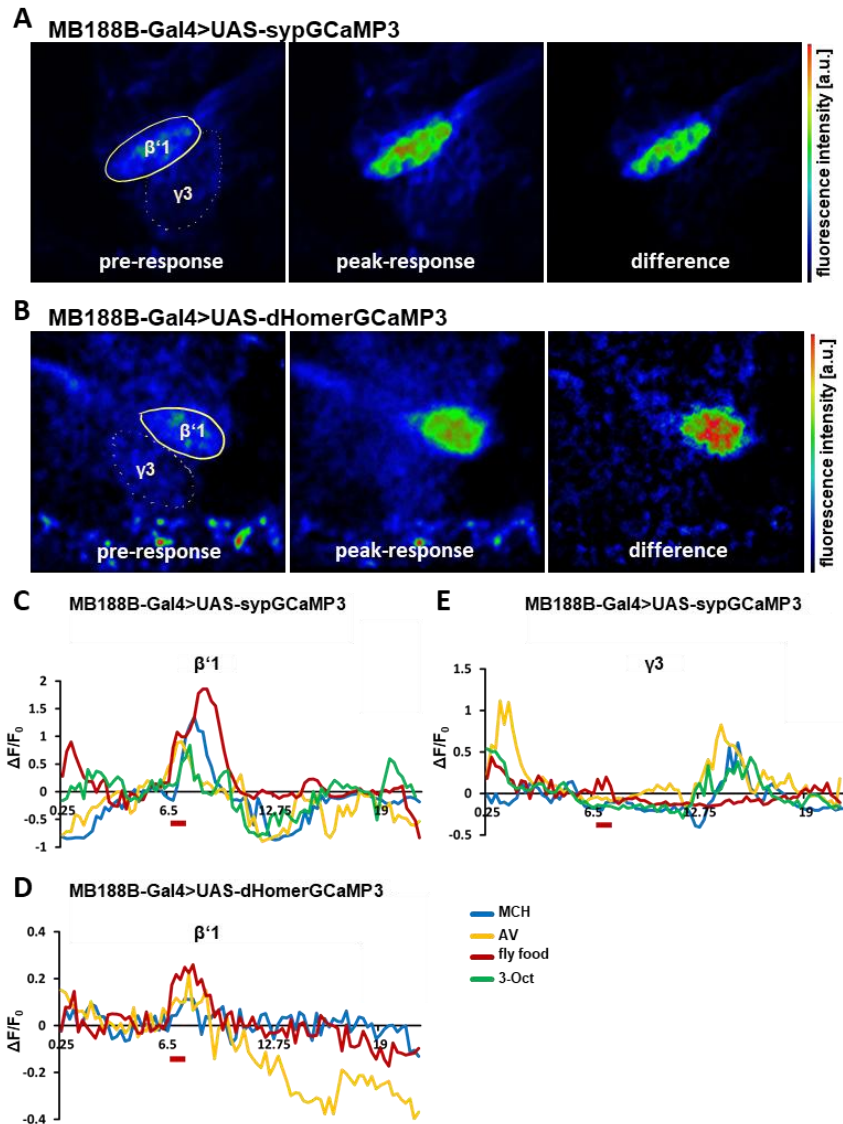 A
MB188B-Gal4>UAS-sypGCaMP3
β‘1
γ3
pre-response
peak-response
difference
fluorescence intensity [a.u.]
B
MB188B-Gal4>UAS-dHomerGCaMP3
β‘1
γ3
pre-response
peak-response
difference
fluorescence intensity [a.u.]
C
MB188B-Gal4>UAS-sypGCaMP3
β‘1
ΔF/F0
2
1.5
1
0.5
0
-0.5
-1
0.25
6.5
12.75
19
E
MB188B-Gal4>UAS-sypGCaMP3
γ3
ΔF/F0
1.5
1
0.5
0
-0.5
0.25
6.5
12.75
19
D
MB188B-Gal4>UAS-dHomerGCaMP3
β‘1
ΔF/F0
0.4
0.2
0
-0.2
-0.4
0.25
6.5
12.75
19
MCH
AV
fly food
3-Oct